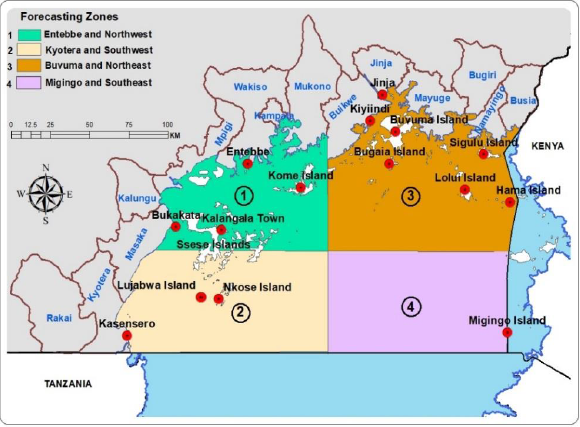 Forecasting Zones
1 Entebbe and Northwest
2 Kyotera and Southwest
3 Buvuma and Northeast
4 Migingo and Southeast
100 12.5 25 50 75 100
KM
N
W E
S
Jinja
Bugiri
Wakiso
Mukono
Jinja
Mayuge
Namayingo
Busia
Buikwe
Kiyiindi
Kampala
Buvuma Island
Mpigi
Entebbe
Bugaia Island
Sigulu Island
KENYA
Kome Island
Lolui Island
Hama Island
Kalungu
1
3
Bukakata
Kalangala Town
Masaka
Ssese Islands
Kyotera
Lujabwa Island
Nkose Island
2
4
Rakai
Kasensero
Migingo Island
TANZANIA